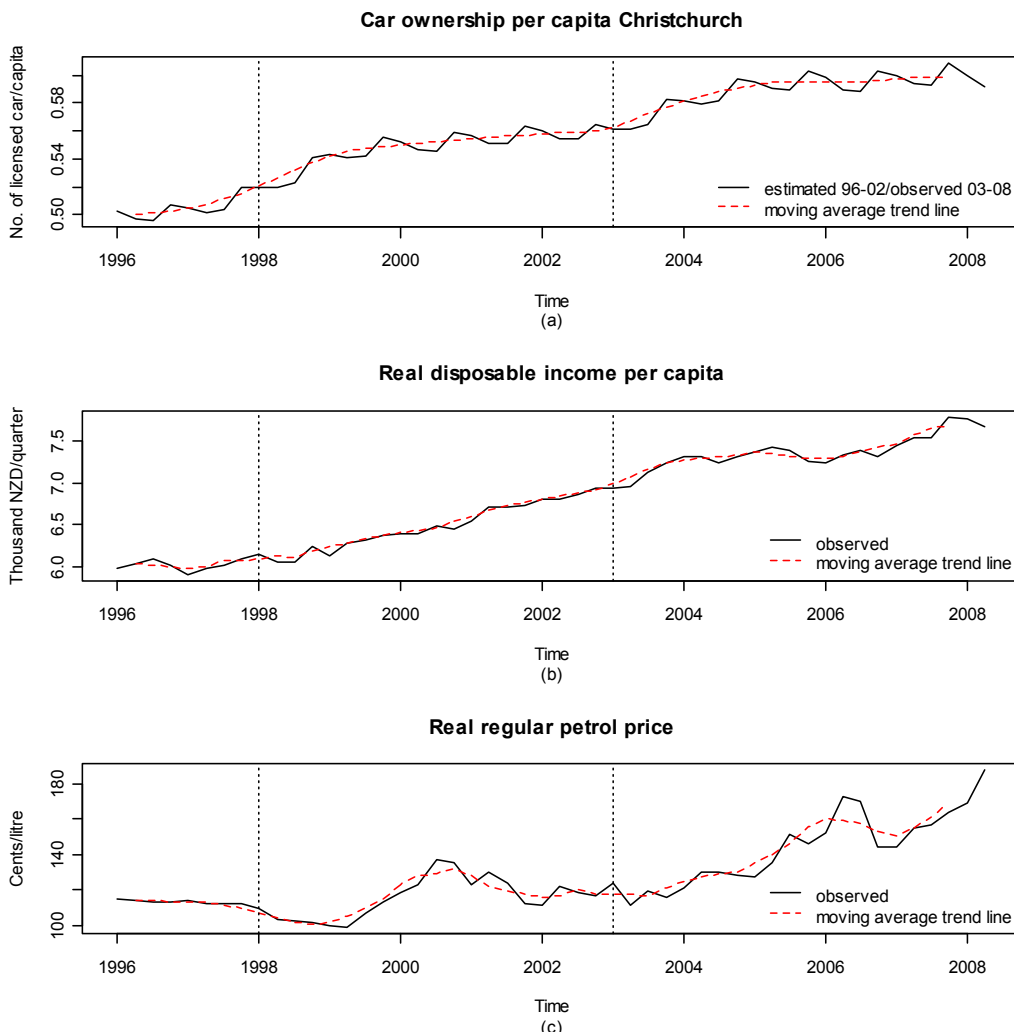 Car ownership per capita Christchurch
No. of licensed car/capita
0.50 0.54 0.58
estimated 96-02/observed 03-08
moving average trend line
1996 1998 2000 2002 2004 2006 2008
Time
(a)
Real disposable income per capita
Thousand NZD/quarter
6.0 6.5 7.0 7.5
observed
moving average trend line
1996 1998 2000 2002 2004 2006 2008
Time
(b)
Real regular petrol price
Cents/litre
100 140 180
observed
moving average trend line
1996 1998 2000 2002 2004 2006 2008
Time
(c)